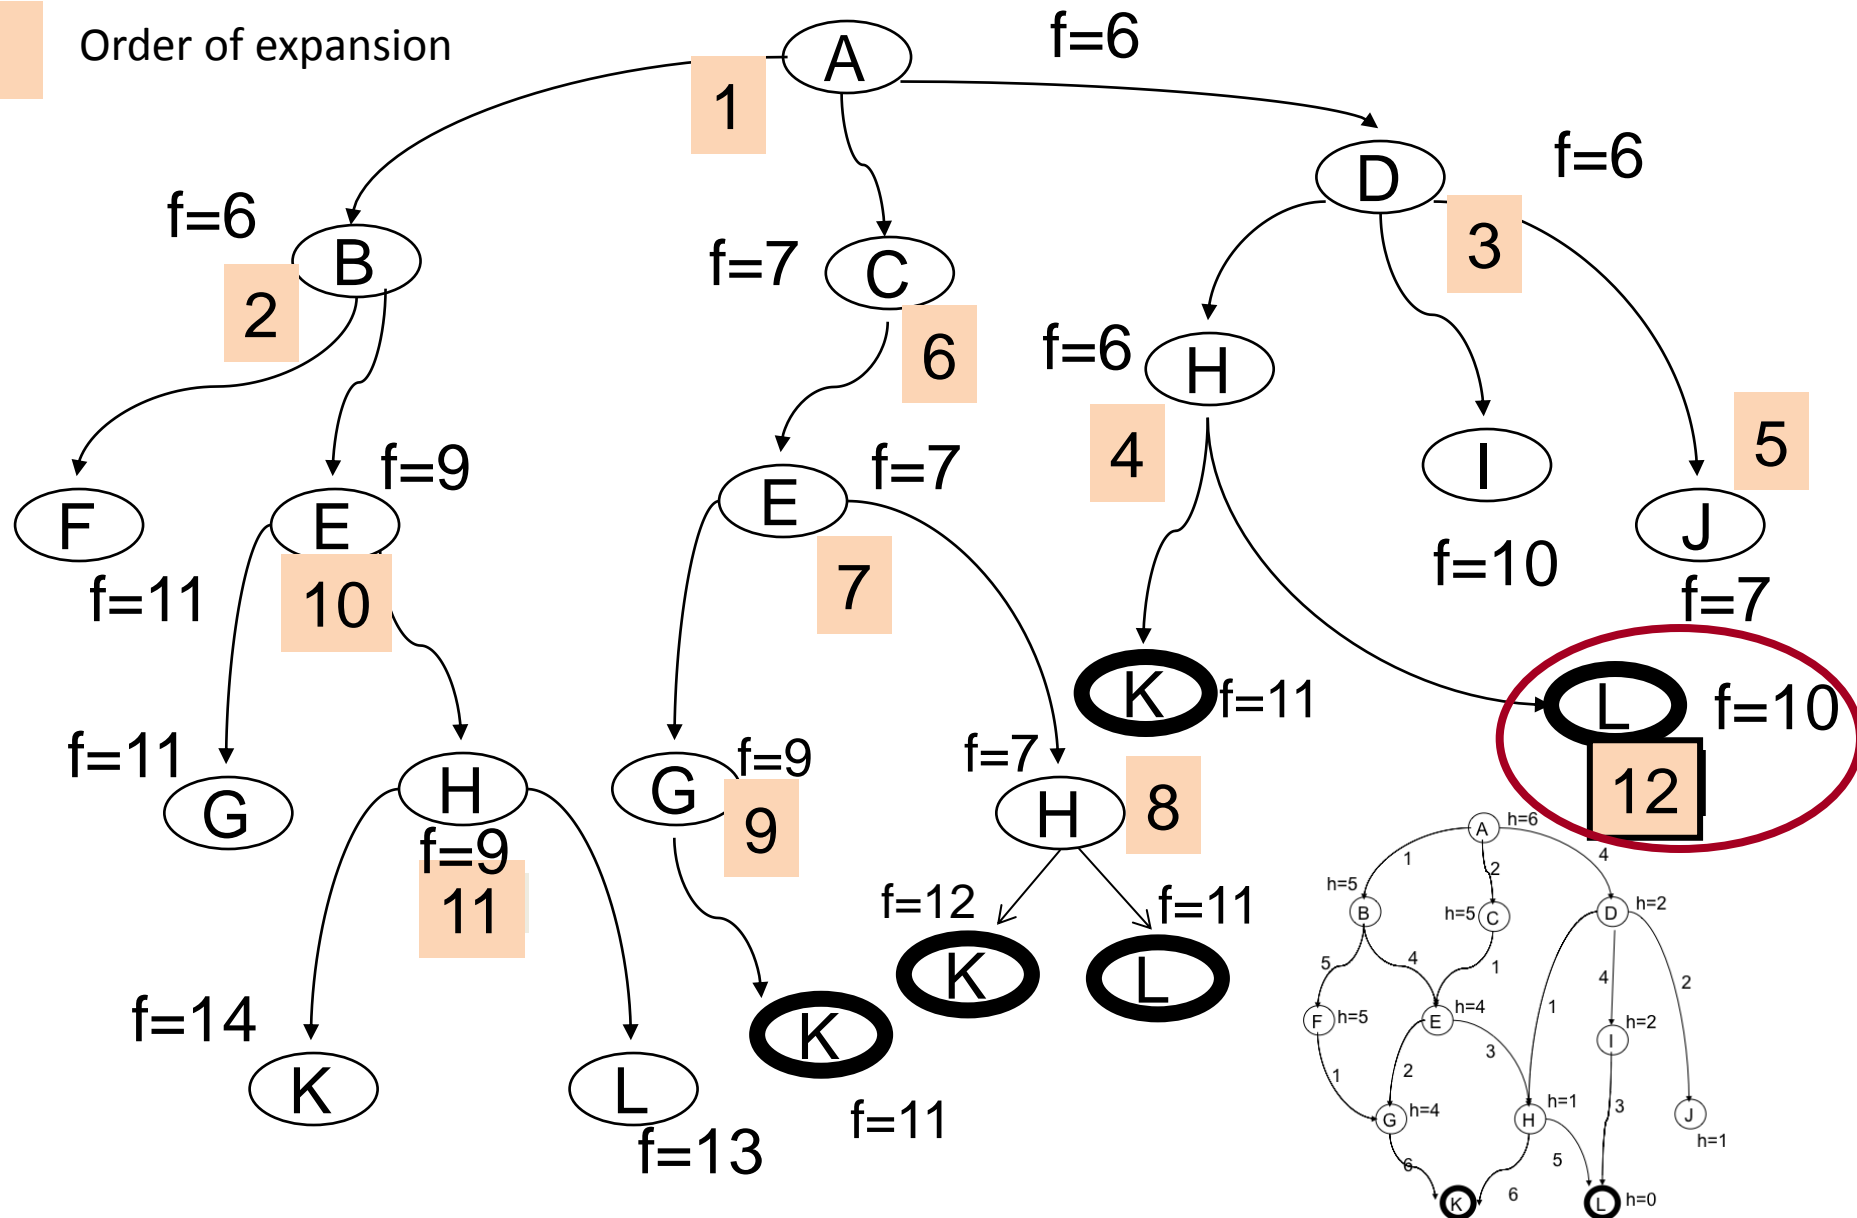 Order of expansion
A
f=6
1
D
f=6
3
f=6
B
2
f=7
C
6
f=6
H
4
I
f=10
5
J
f=7
F
f=11
E
f=9
10
E
f=7
7
K
f=11
L
f=10
12
f=11
G
H
f=9
11
G
f=9
9
f=7
H
8
f=12
K
f=11
L
K
f=11
f=14
K
L
f=13
A
h=6
1
2
4
h=5
B
h=5
C
D
h=2
5
4
1
1
4
2
F
h=5
E
h=4
I
h=2
1
2
3
3
G
h=4
H
h=1
J
h=1
6
6
5
K
L
h=0